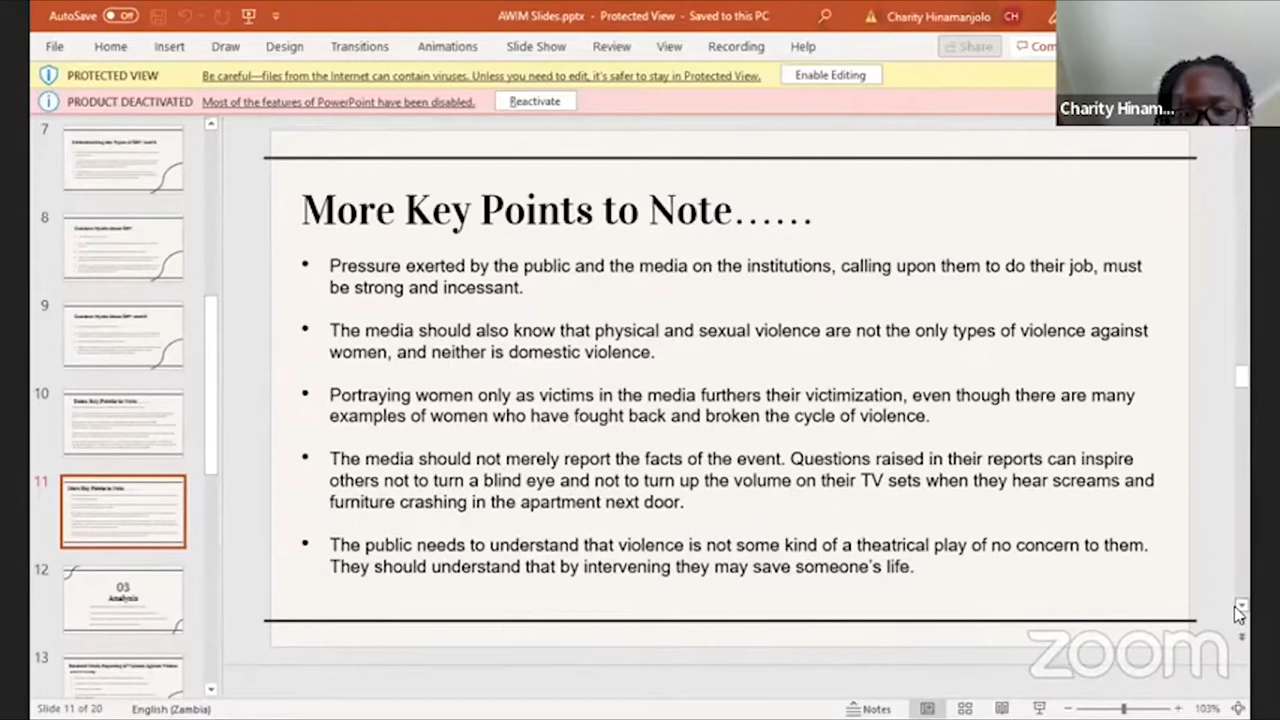 AutoSave Off AWIM Slides.pptx - Protected View - Saved to this PC Charity Hinamanjolo CH
File Home Insert Draw Design Transitions Animations Slide Show Review View Recording Help Share Com
PROTECTED VIEW Be careful—files from the Internet can contain viruses. Unless you need to edit, it's safer to stay in Protected View. Enable Editing
PRODUCT DEACTIVATED Most of the features of PowerPoint have been disabled. Reactivate
Charity Hinam...
7
8
9
10
11
12
03
Analysis
13
More Key Points to Note……
• Pressure exerted by the public and the media on the institutions, calling upon them to do their job, must
be strong and incessant.
• The media should also know that physical and sexual violence are not the only types of violence against
women, and neither is domestic violence.
• Portraying women only as victims in the media furthers their victimization, even though there are many
examples of women who have fought back and broken the cycle of violence.
• The media should not merely report the facts of the event. Questions raised in their reports can inspire
others not to turn a blind eye and not to turn up the volume on their TV sets when they hear screams and
furniture crashing in the apartment next door.
• The public needs to understand that violence is not some kind of a theatrical play of no concern to them.
They should understand that by intervening they may save someone's life.
zoom
Slide 11 of 20 English (Zambia) Notes 103%